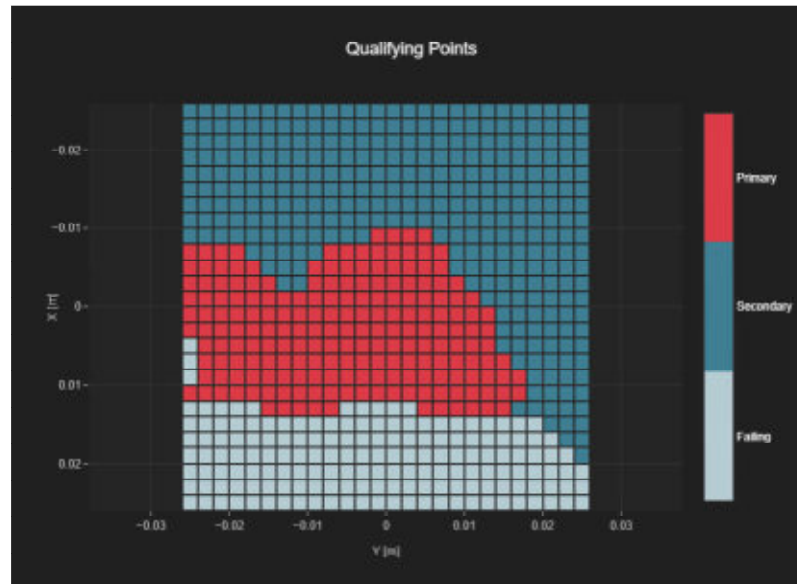 Qualifying Points
−0.02
−0.01
0
0.01
0.02
X [m]
−0.03
−0.02
−0.01
0
0.01
0.02
0.03
Y [m]
Primary
Secondary
Failing